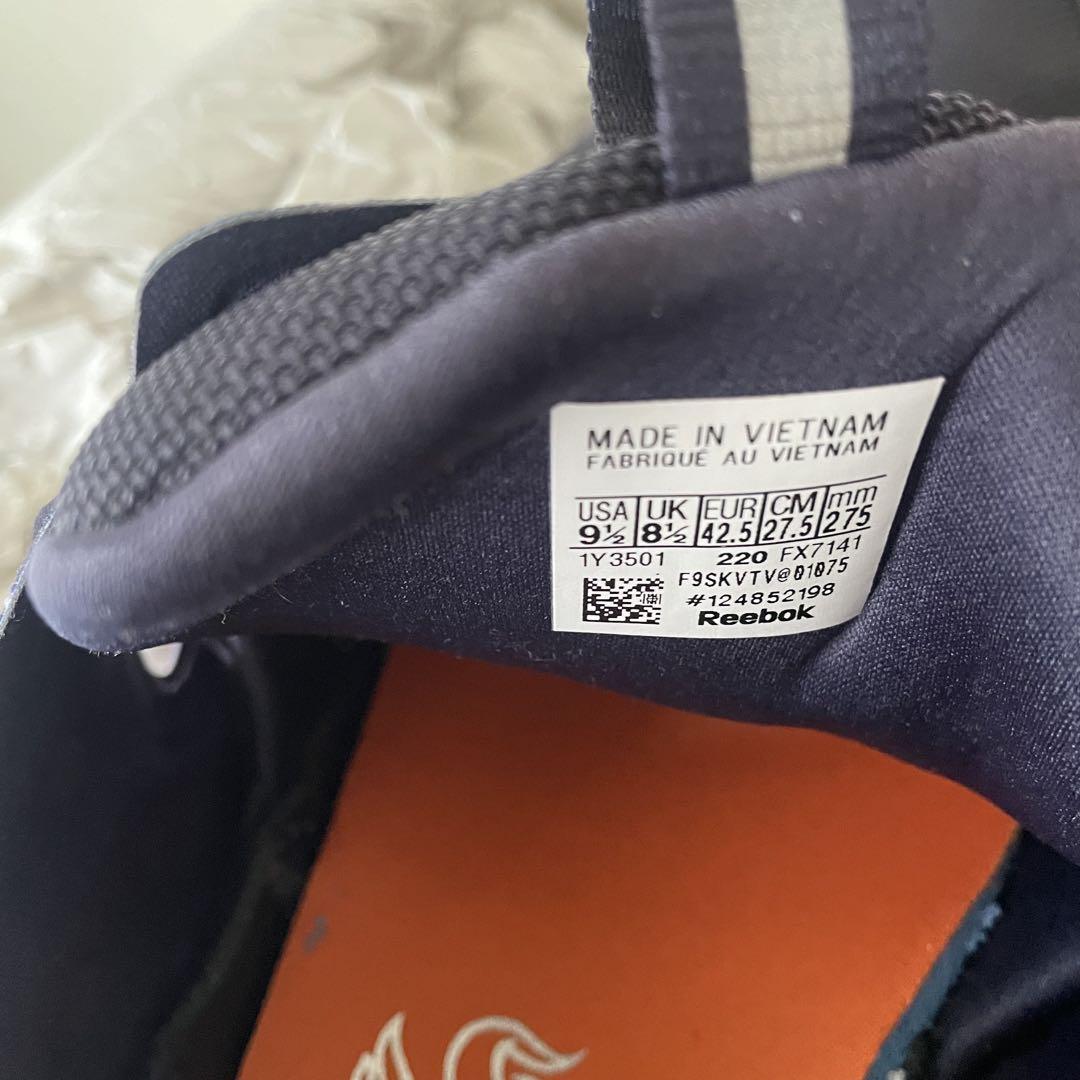 MADE IN VIETNAM
FABRIQUÉ AU VIETNAM
USA UK EUR CM mm
9½ 8½ 42.5 27.5 275
1Y3501 220 FX7141
F9SKVTV@01075
#124852198
Reebok